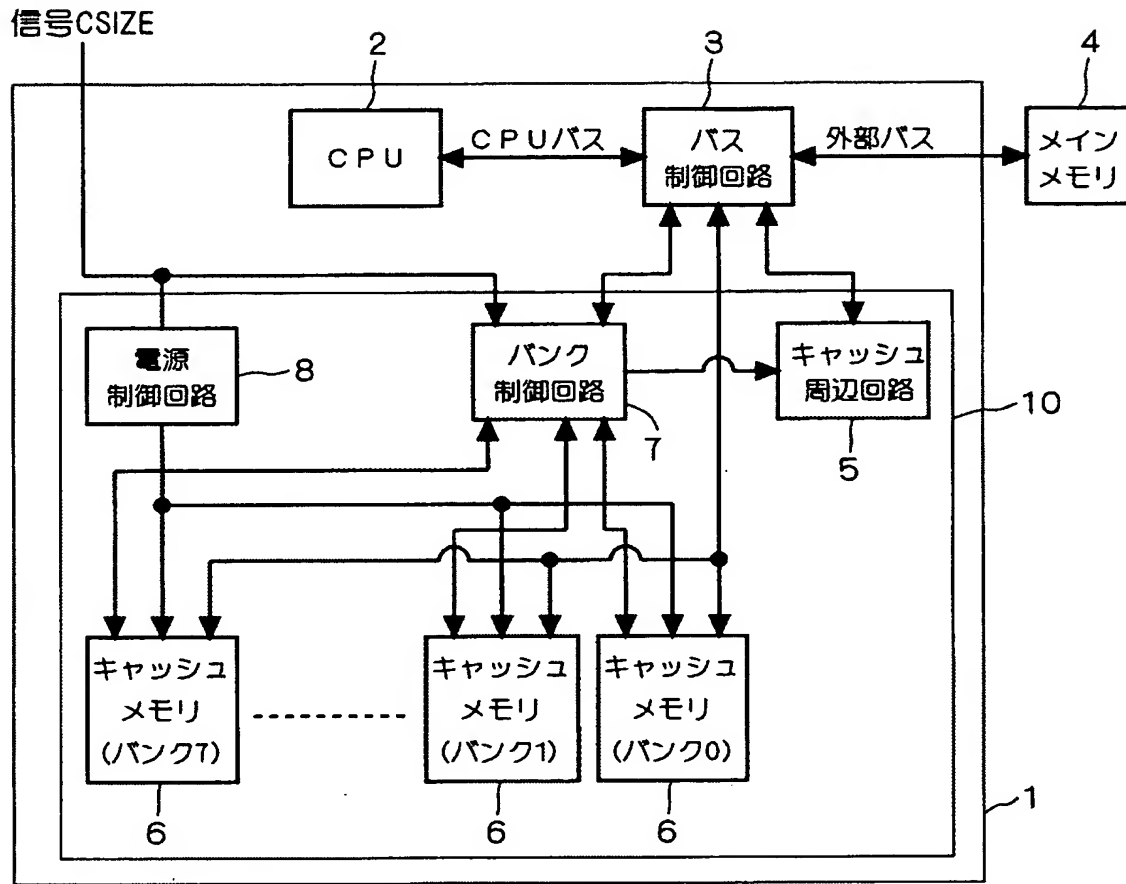 信号CSIZE
2
3
4
CPU
CPUバス
バス
制御回路
外部バス
メイン
メモリ
電源
制御回路
8
バンク
制御回路
7
キャッシュ
周辺回路
5
10
キャッシュ
メモリ
(バンク7)
6
キャッシュ
メモリ
(バンク1)
6
キャッシュ
メモリ
(バンク0)
6
1